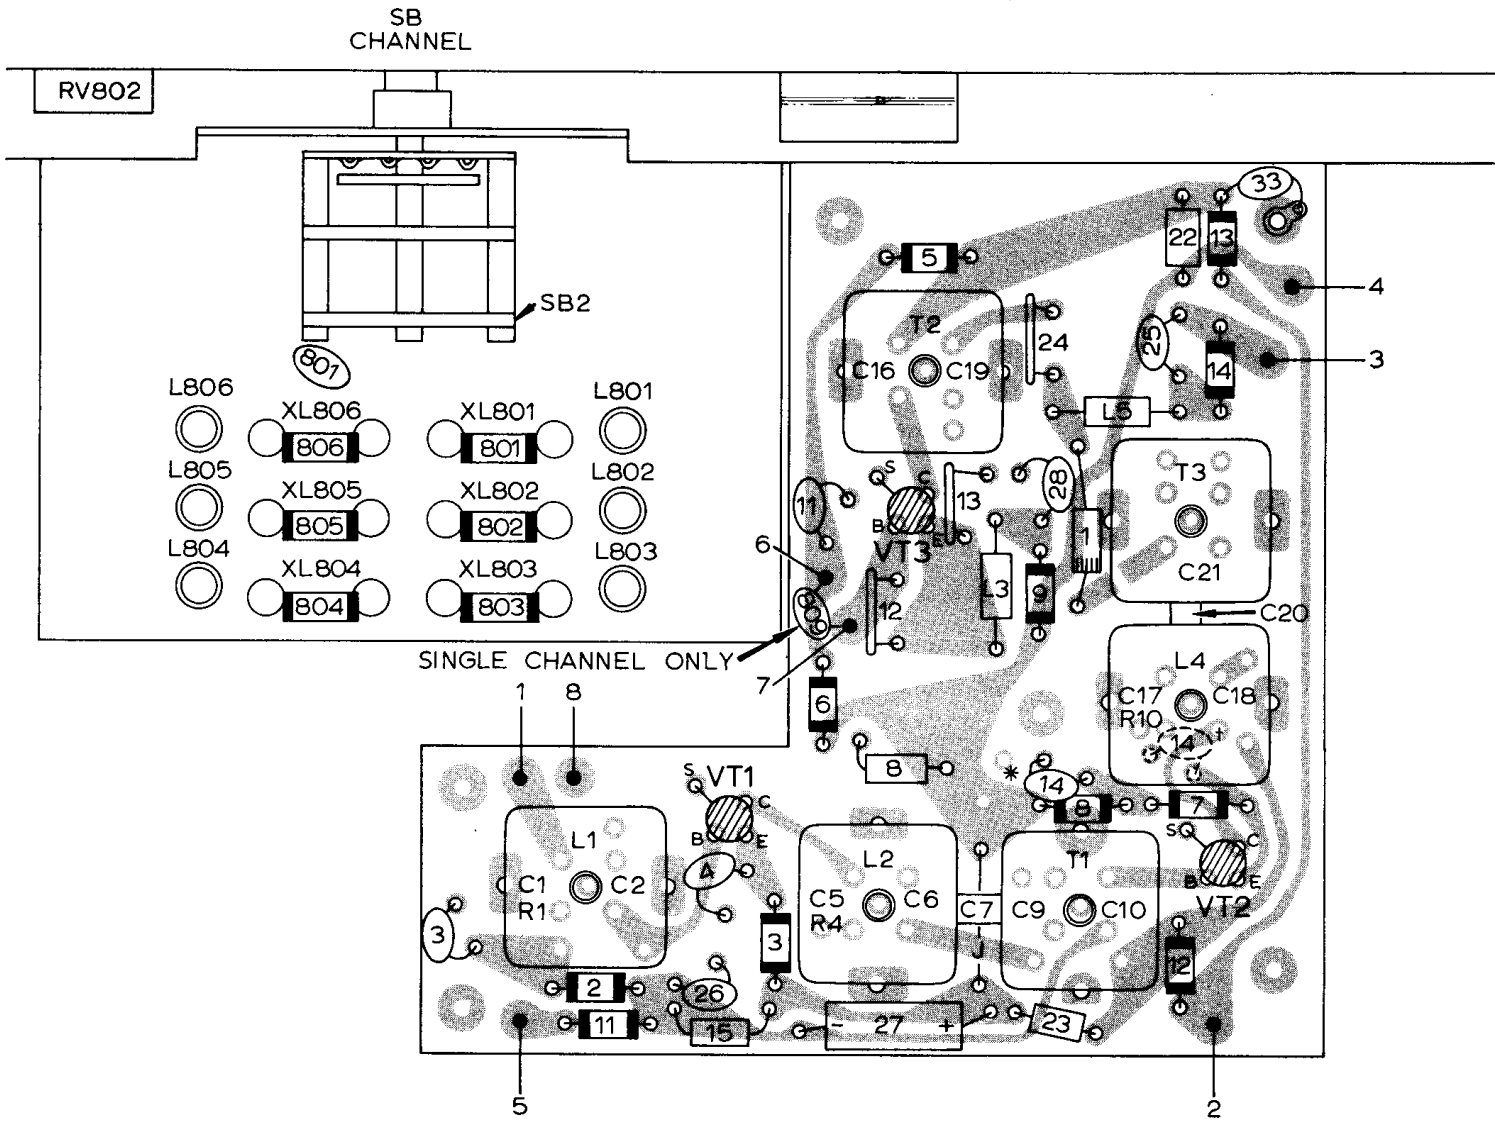 SB
CHANNEL
RV802
SB2
801
L806
XL806
806
XL801
801
L801
L805
XL805
805
XL802
802
L802
L804
XL804
804
XL803
803
L803
SINGLE CHANNEL ONLY
33
22
13
4
5
T2
C16
C19
24
25
14
3
L5
11
S
C
B
E
VT3
13
28
1
T3
C21
C20
6
7
12
L3
9
6
L4
C17
C18
R10
14
+
8
*
14
8
7
1
8
S
VT1
C
B
E
L1
C1
C2
R1
4
3
3
L2
C5
C6
R4
C7
J
T1
C9
C10
S
C
B
E
VT2
12
2
11
26
15
- 27 +
23
5
2